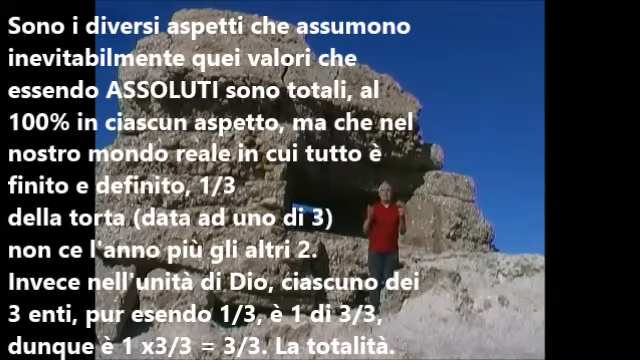 Sono i diversi aspetti che assumono
inevitabilmente quei valori che
essendo ASSOLUTI sono totali, al
100% in ciascun aspetto, ma che nel
nostro mondo reale in cui tutto è
finito e definito, 1/3
della torta (data ad uno di 3)
non ce l'anno più gli altri 2.
Invece nell'unità di Dio, ciascuno dei
3 enti, pur esendo 1/3, è 1 di 3/3,
dunque è 1 x3/3 = 3/3. La totalità.